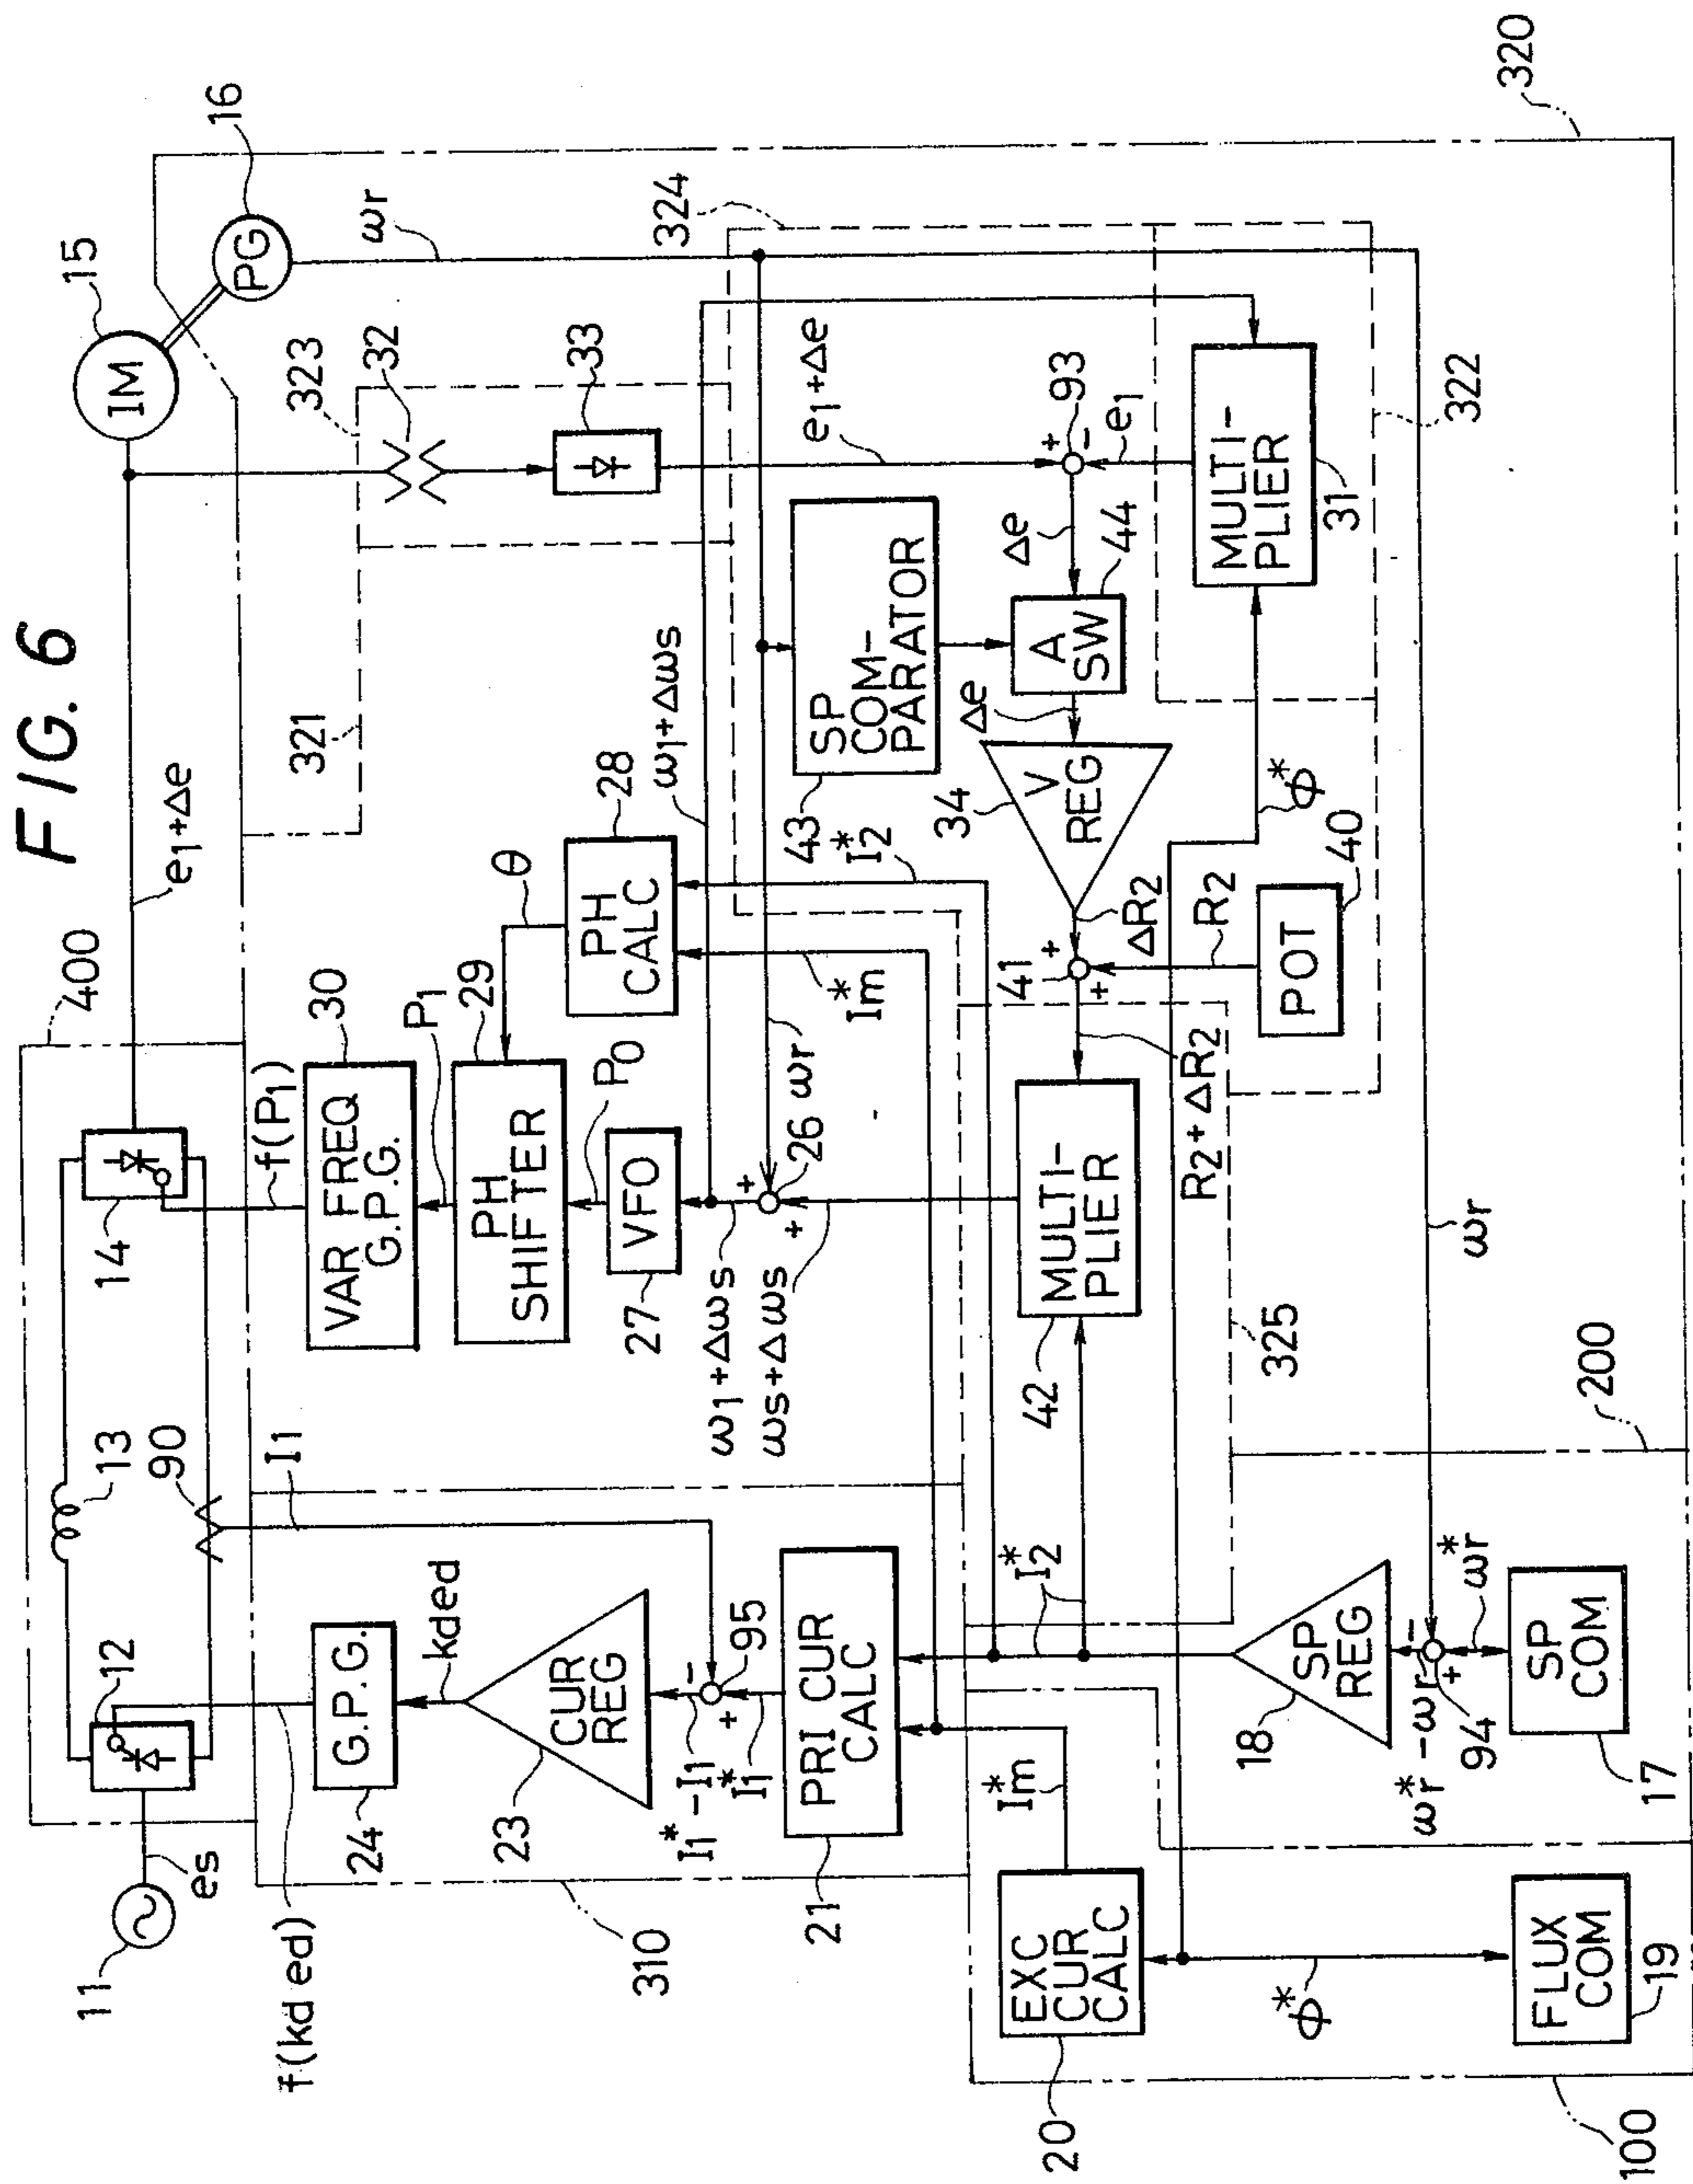 FIG. 6
400
e1+Δe
15
IM
16
PG
ωr
320
11
es
12
13
90
I1
14
f(P1)
f(kd ed)
G.P.G.
24
kded
CUR
REG
23
I1*-I1
I1*
95
+
-
PRI CUR
CALC
21
310
VAR FREQ
G.P.G.
30
P1
PH
SHIFTER
29
P0
VFO
27
θ
PH
CALC
28
ω1+Δωs
ω1+Δωs
ωs+Δωs
26
+
+
ωr
Im*
I2*
321
323
32
33
e1+Δe
324
SP
COM-
PARATOR
43
Δe
93
+
-
e1
A
SW
44
Δe
V
REG
34
ΔR2
41
+
+
R2
POT
40
R2+ΔR2
MULTI-
PLIER
42
MULTI-
PLIER
31
322
Φ*
325
I2*
200
ωr
EXC
CUR
CALC
20
Im*
SP
REG
18
ωr*-ωr
-
+
94
ωr*
SP
COM
17
Φ*
FLUX
COM
19
100